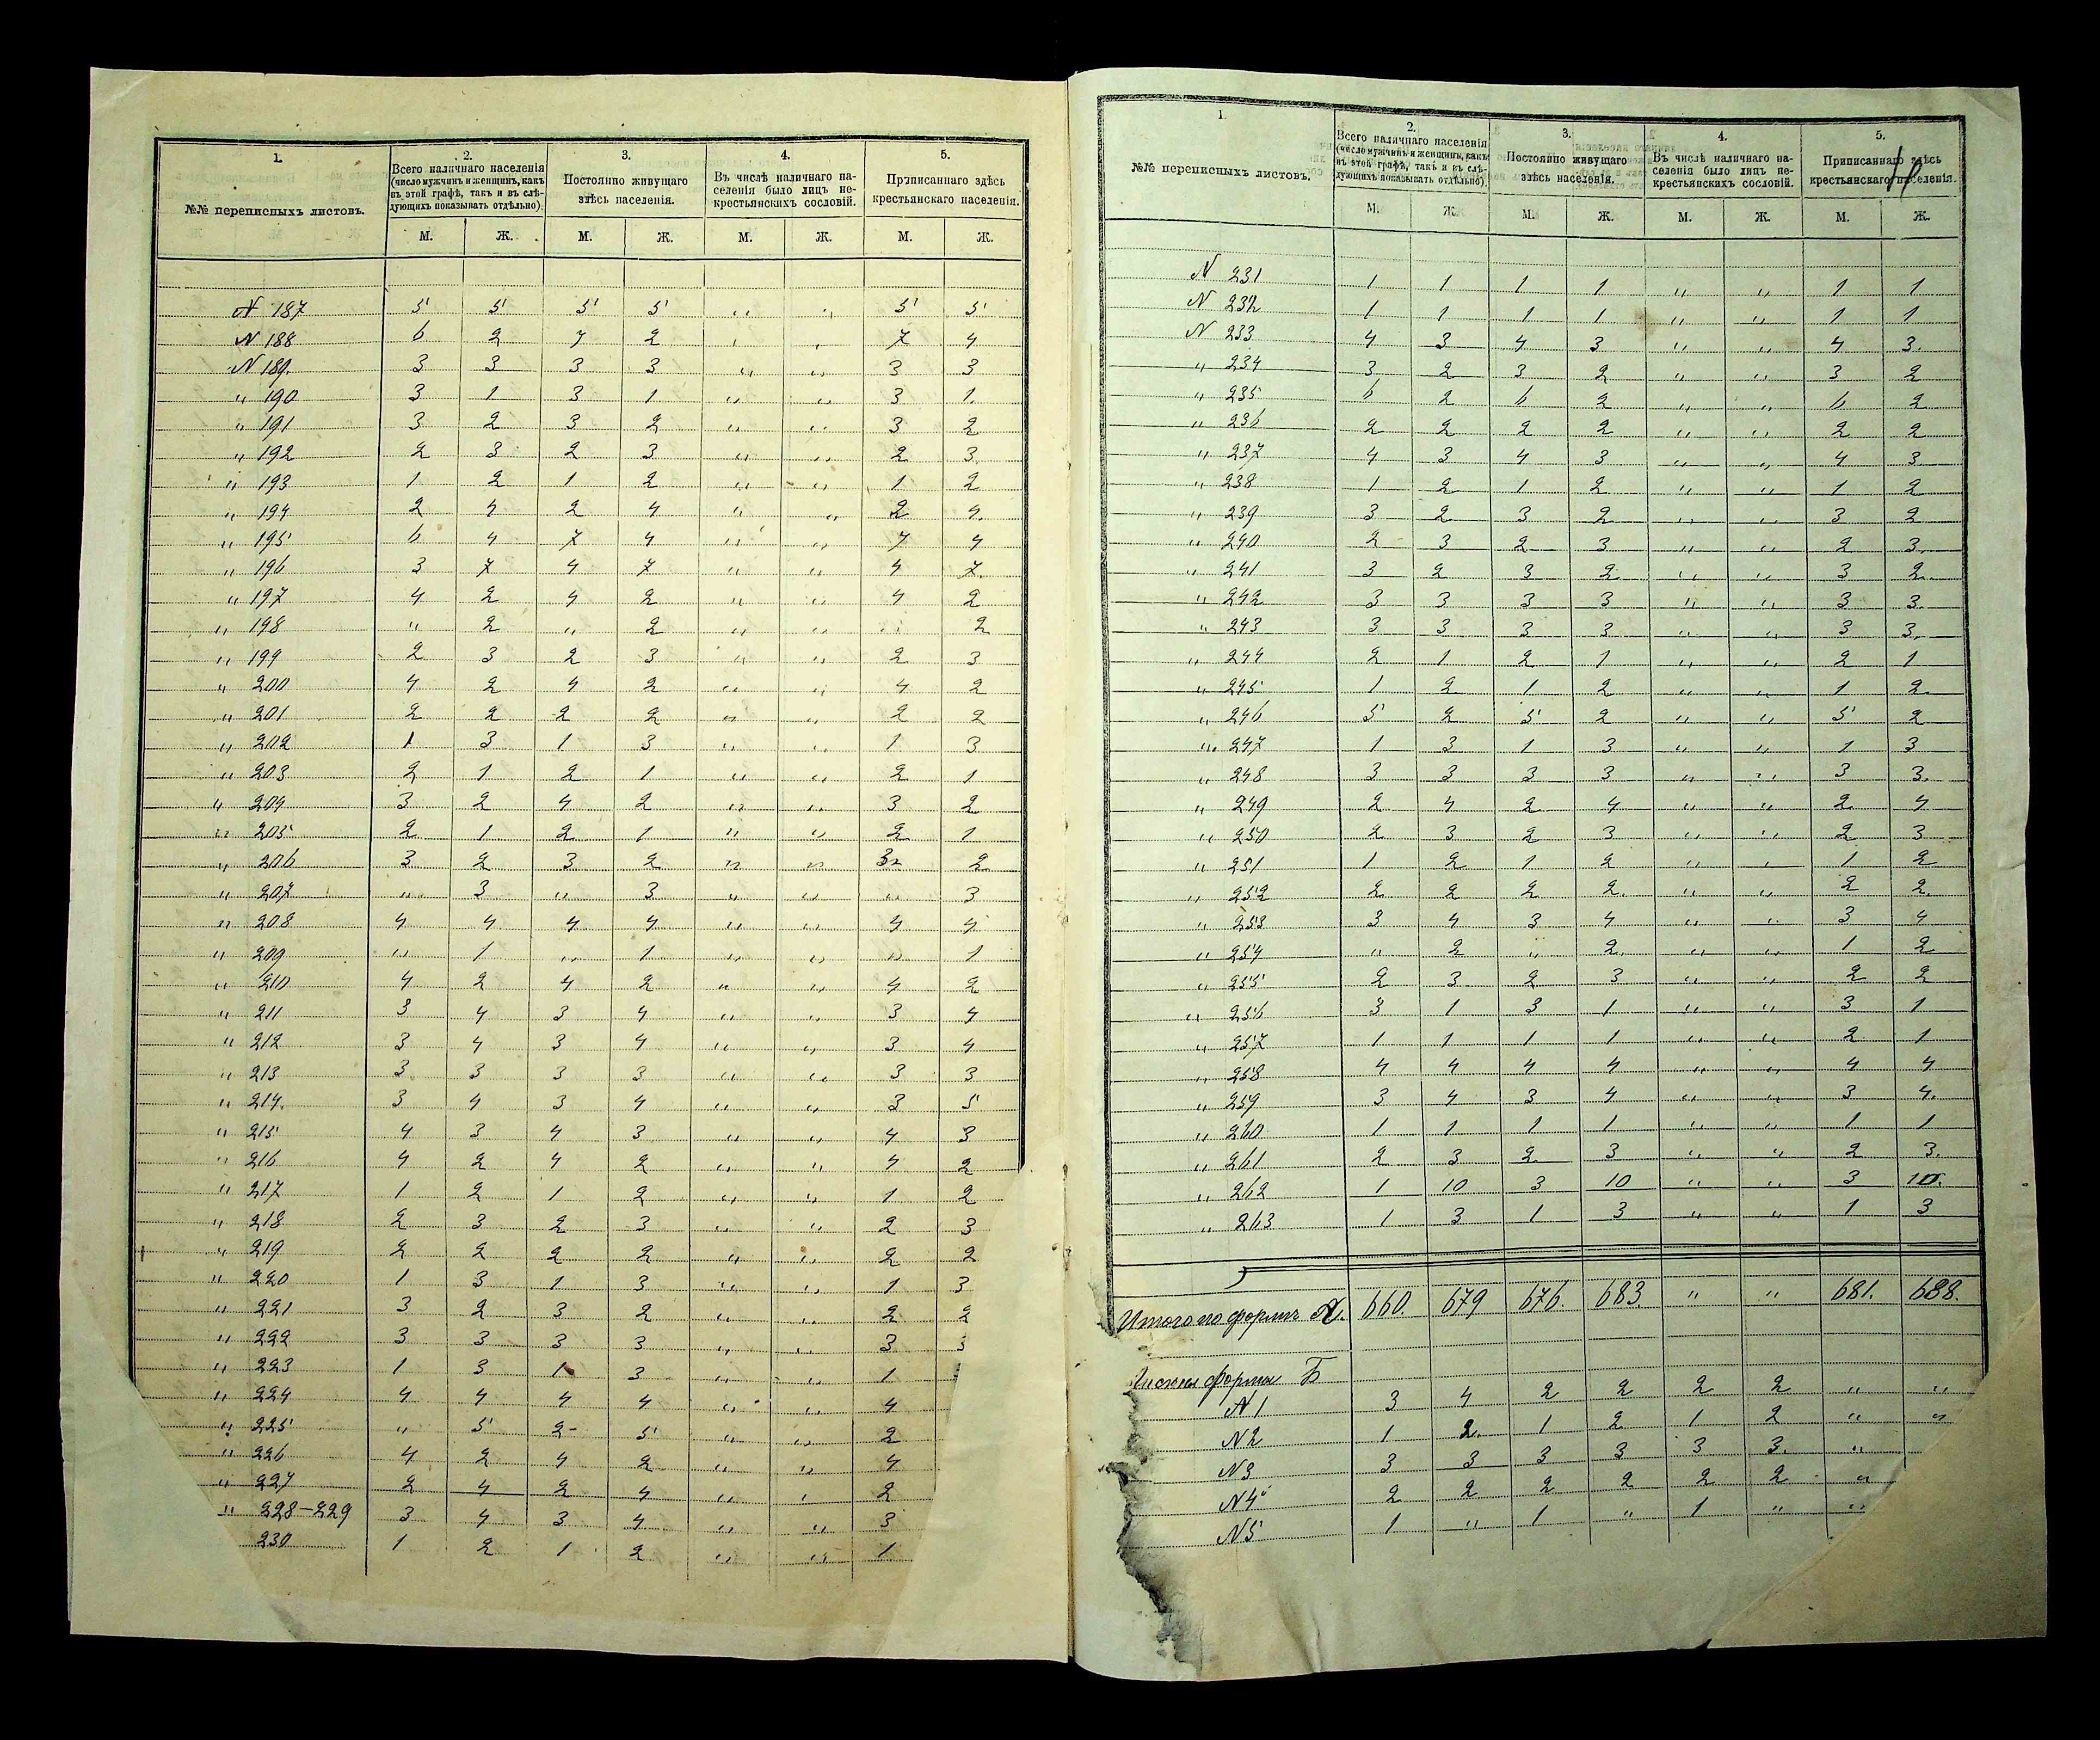 1. 2. 3. 4. 5.
№№ переписныхъ листовъ.
Всего наличнаго населенія (число мужчинъ и женщинъ, какъ въ этой графѣ, такъ и въ слѣдующихъ показывать отдѣльно).
Постоянно живущаго здѣсь населенія.
Въ числѣ наличнаго населенія было лицъ некрестьянскихъ сословій.
Приписаннаго здѣсь крестьянскаго населенія.
М. Ж. М. Ж. М. Ж. М. Ж.
N 187 5 5 5 5 „ „ 5 5
N 188 6 2 7 2 „ „ 7 4
N 189. 3 3 3 3 „ „ 3 3
„ 190 3 1 3 1 „ „ 3 1
„ 191 3 2 3 2 „ „ 3 2
„ 192 2 3 2 3 „ „ 2 3
„ 193 1 2 1 2 „ „ 1 2
„ 194 2 4 2 4 „ „ 2 4
„ 195 6 4 7 4 „ „ 7 4
„ 196 3 7 4 7 „ „ 4 7
„ 197 4 2 4 2 „ „ 4 2
„ 198 „ 2 „ 2 „ „ „ 2
„ 199 2 3 2 3 „ „ 2 3
„ 200 4 2 4 2 „ „ 4 2
„ 201 2 2 2 2 „ „ 2 2
„ 202 1 3 1 3 „ „ 1 3
„ 203 2 1 2 1 „ „ 2 1
„ 204 3 2 4 2 „ „ 3 2
„ 205 2 1 2 1 „ „ 2 1
„ 206 3 2 3 2 „ „ 3 2
„ 207 „ 3 „ 3 „ „ „ 3
„ 208 4 4 4 4 „ „ 4 4
„ 209 „ 1 „ 1 „ „ „ 1
„ 210 4 2 4 2 „ „ 4 2
„ 211 3 4 3 4 „ „ 3 4
„ 212 3 4 3 4 „ „ 3 4
„ 213 3 3 3 3 „ „ 3 3
„ 214. 3 4 3 4 „ „ 3 5
„ 215 4 3 4 3 „ „ 4 3
„ 216 4 2 4 2 „ „ 4 2
„ 217 1 2 1 2 „ „ 1 2
„ 218 2 3 2 3 „ „ 2 3
„ 219 2 2 2 2 „ „ 2 2
„ 220 1 3 1 3 „ „ 1 3
„ 221 3 2 3 2 „ „ 2 2
„ 222 3 3 3 3 „ „ 3
„ 223 1 3 1 3 „ „ 1
„ 224 4 4 4 4 „ „ 4
„ 225 „ 5 2 5 „ „ 2
„ 226 4 2 4 2 „ „ 4
„ 227 2 4 2 4 „ „ 2
„ 228-229 3 4 3 4 „ „ 3
230 1 2 1 2 „ „ 1
1. 2. 3. 4. 5.
№№ переписныхъ листовъ.
Всего наличнаго населенія (число мужчинъ и женщинъ, какъ въ этой графѣ, такъ и въ слѣдующихъ показывать отдѣльно).
Постоянно живущаго здѣсь населенія.
Въ числѣ наличнаго населенія было лицъ некрестьянскихъ сословій.
Приписаннаго здѣсь крестьянскаго населенія.
М. Ж. М. Ж. М. Ж. М. Ж.
N 231 1 1 1 1 „ „ 1 1
N 232 1 1 1 1 „ „ 1 1
N 233 4 3 4 3 „ „ 4 3
„ 234 3 2 3 2 „ „ 3 2
„ 235 6 2 6 2 „ „ 6 2
„ 236 2 2 2 2 „ „ 2 2
„ 237 4 3 4 3 „ „ 4 3
„ 238 1 2 1 2 „ „ 1 2
„ 239 3 2 3 2 „ „ 3 2
„ 240 2 3 2 3 „ „ 2 3
„ 241 3 2 3 2 „ „ 3 2
„ 242 3 3 3 3 „ „ 3 3
„ 243 3 3 3 3 „ „ 3 3
„ 244 2 1 2 1 „ „ 2 1
„ 245 1 2 1 2 „ „ 1 2
„ 246 5 2 5 2 „ „ 5 2
„ 247 1 3 1 3 „ „ 1 3
„ 248 3 3 3 3 „ „ 3 3
„ 249 2 4 2 4 „ „ 2 4
„ 250 2 3 2 3 „ „ 2 3
„ 251 1 2 1 2 „ „ 1 2
„ 252 2 2 2 2 „ „ 2 2
„ 253 3 4 3 4 „ „ 3 4
„ 254 „ 2 „ 2 „ „ 1 2
„ 255 2 3 2 3 „ „ 2 2
„ 256 3 1 3 1 „ „ 3 1
„ 257 1 1 1 1 „ „ 2 1
„ 258 4 4 4 4 „ „ 4 4
„ 259 3 4 3 4 „ „ 3 4
„ 260 1 1 1 1 „ „ 1 1
„ 261 2 3 2 3 „ „ 2 3
„ 262 1 10 3 10 „ „ 3 10
„ 263 1 3 1 3 „ „ 1 3
Итого по формѣ А. 660. 679 676. 683. „ „ 681. 688.
формы Б
N1 3 4 2 2 2 2 „ „
N2 1 2 1 2 1 2 „ „
N3 3 3 3 3 3 3 „
N4 2 2 2 2 2 2 „
N5 1 „ 1 „ 1 „ „